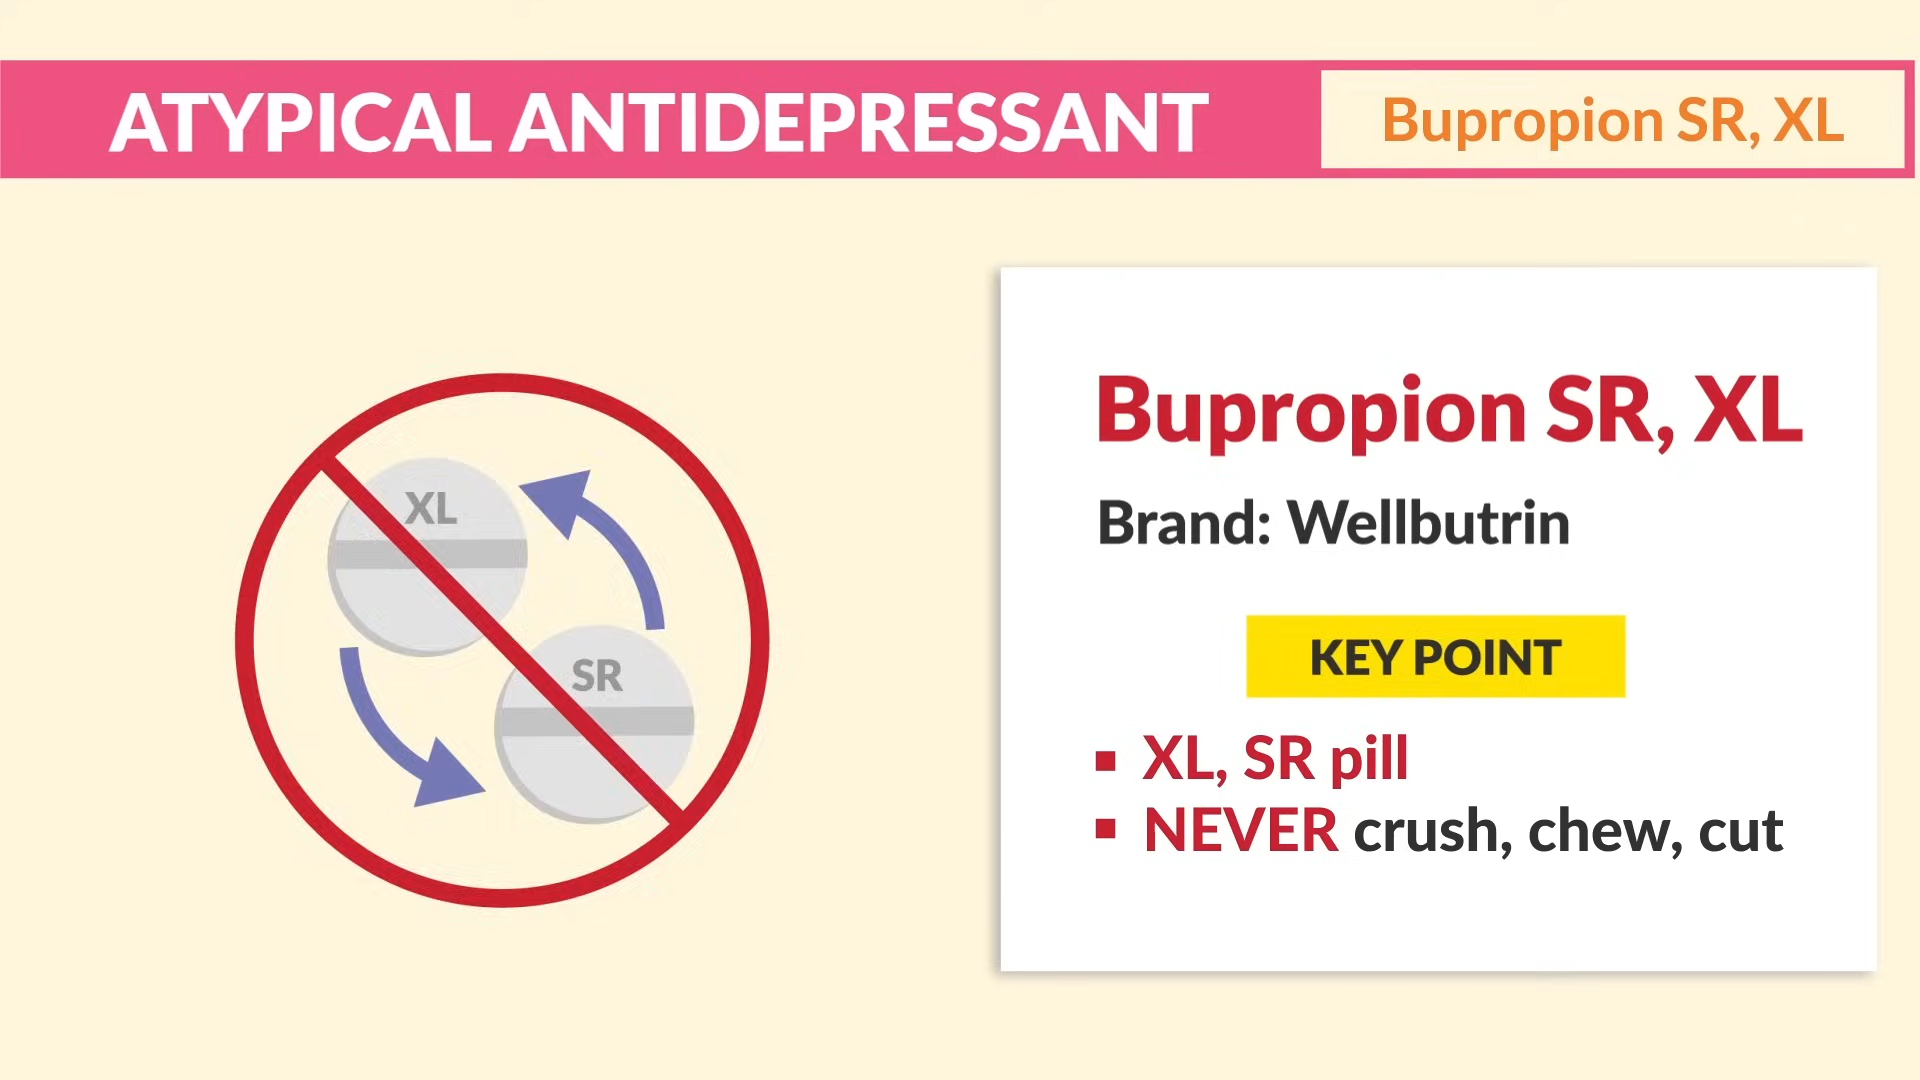 ATYPICAL ANTIDEPRESSANT
Bupropion SR, XL
XL
SR
Bupropion SR, XL
Brand: Wellbutrin
KEY POINT
▪ XL, SR pill
▪ NEVER crush, chew, cut